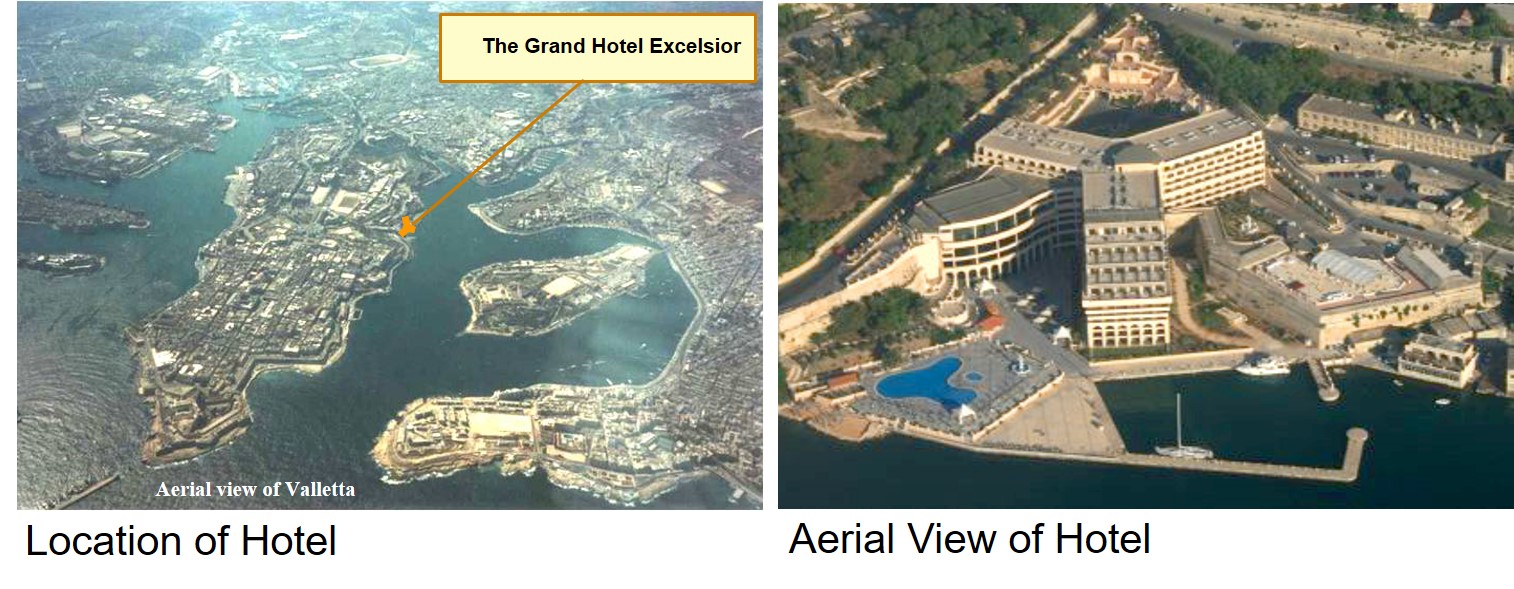 The Grand Hotel Excelsior
Aerial view of Valletta
Location of Hotel
Aerial View of Hotel